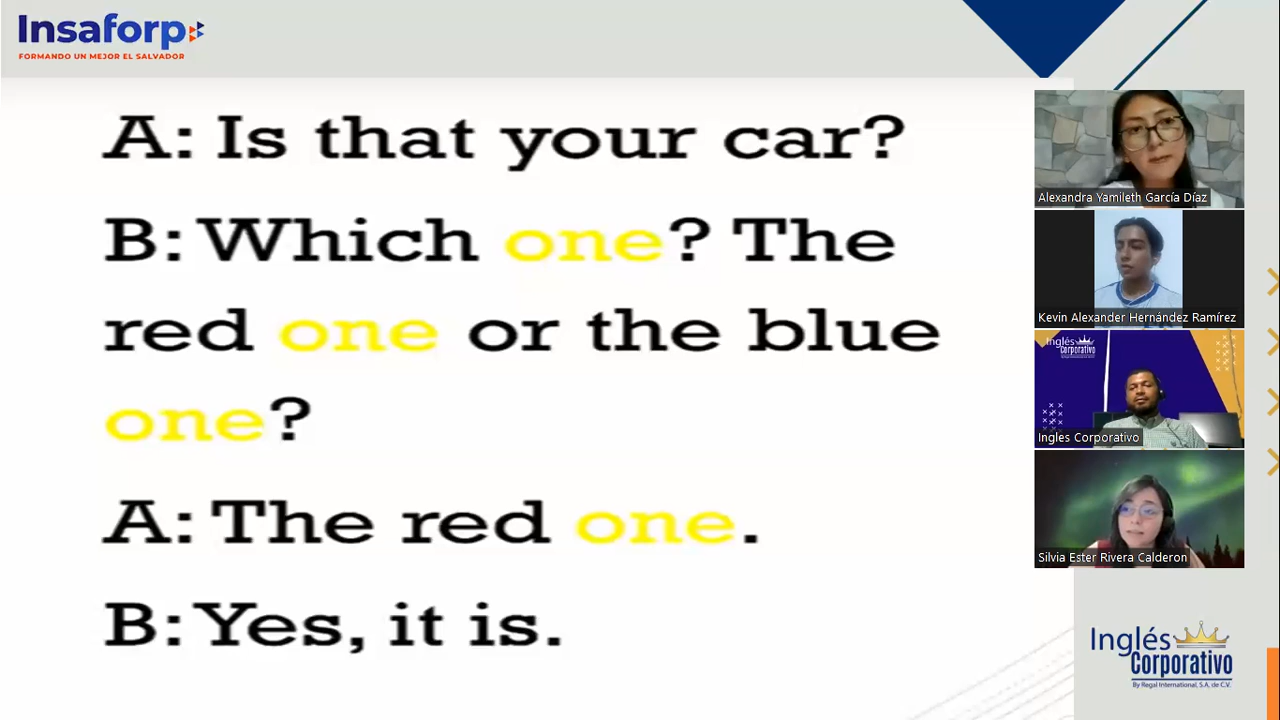 Insaforp
FORMANDO UN MEJOR EL SALVADOR
A: Is that your car?
B: Which one? The
red one or the blue
one?
A: The red one.
B: Yes, it is.
Alexandra Yamileth García Díaz
Kevin Alexander Hernández Ramírez
Inglés
Corporativo
Ingles Corporativo
Silvia Ester Rivera Calderon
Inglés
Corporativo
By Regal International, S.A. de C.V.